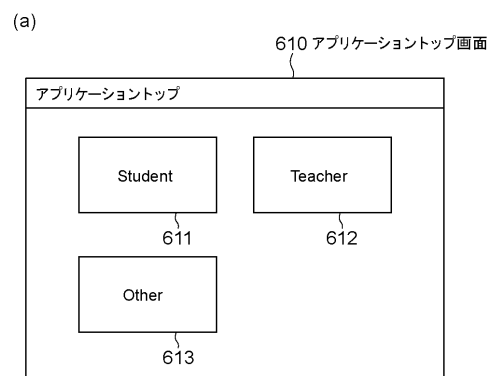 (a)
610 アプリケーショントップ画面
アプリケーショントップ
Student
Teacher
611
612
Other
613